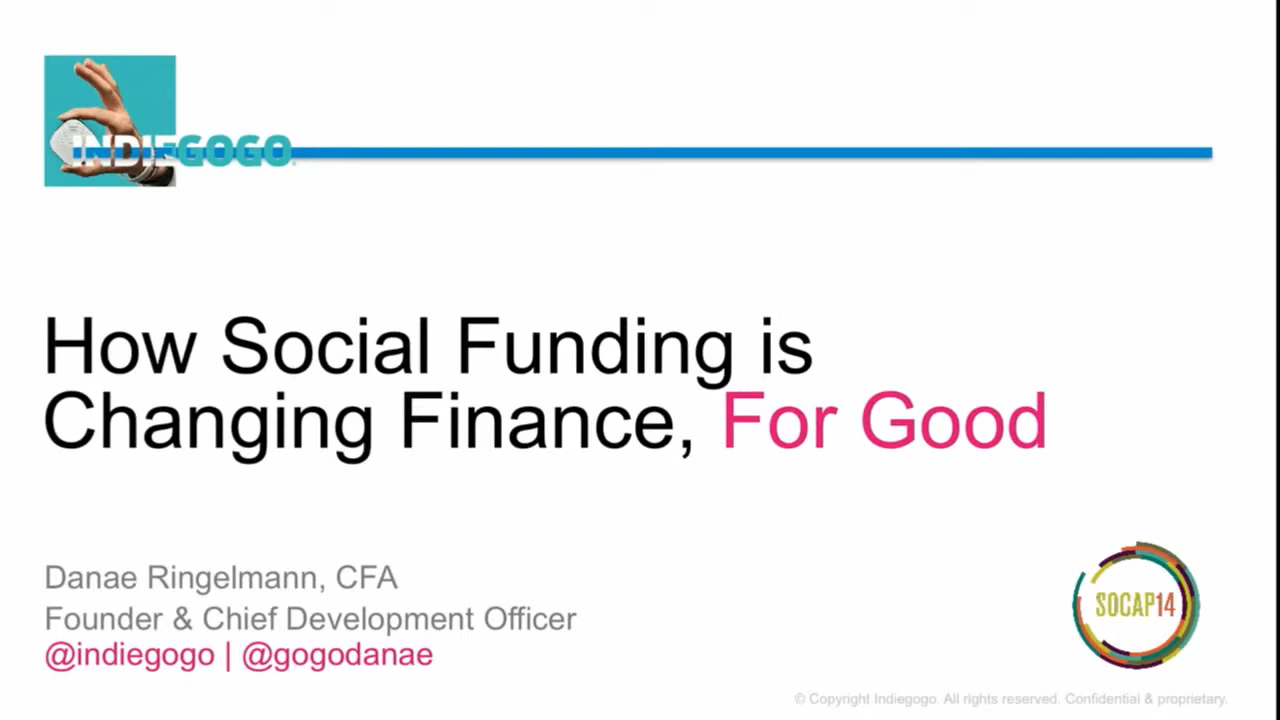 INDIEGOGO
How Social Funding is
Changing Finance, For Good
Danae Ringelmann, CFA
Founder & Chief Development Officer
@indiegogo | @gogodanae
SOCAP14
© Copyright Indiegogo. All rights reserved. Confidential & proprietary.